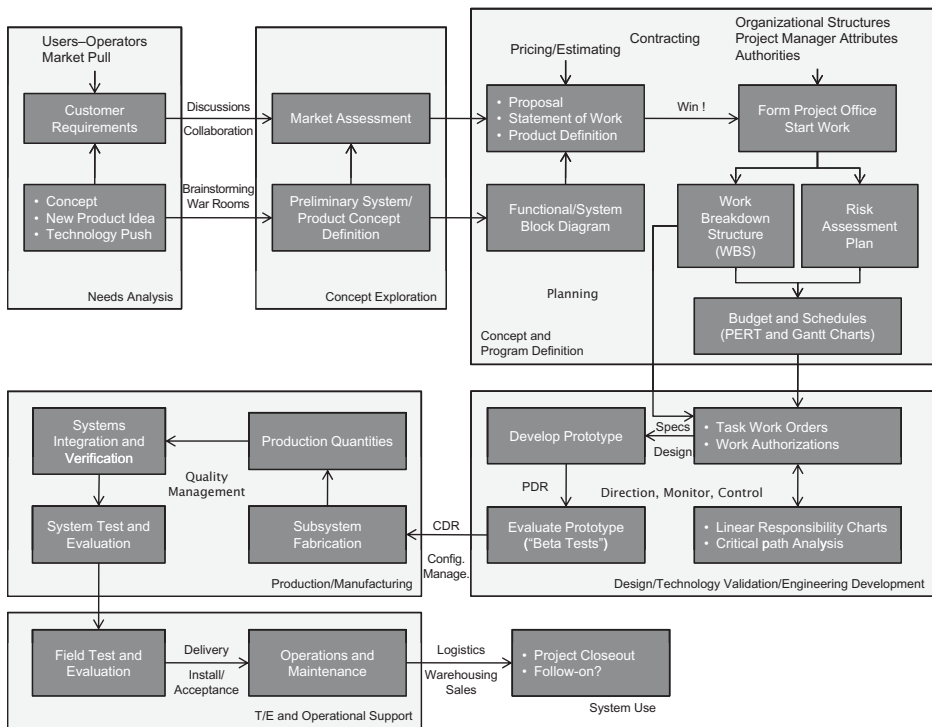 Users–Operators
Market Pull
Customer
Requirements
• Concept
• New Product Idea
• Technology Push
Needs Analysis
Discussions
Collaboration
Brainstorming
War Rooms
Market Assessment
Preliminary System/
Product Concept
Definition
Concept Exploration
Pricing/Estimating
Contracting
Organizational Structures
Project Manager Attributes
Authorities
• Proposal
• Statement of Work
• Product Definition
Win !
Form Project Office
Start Work
Functional/System
Block Diagram
Work
Breakdown
Structure
(WBS)
Risk
Assessment
Plan
Planning
Budget and Schedules
(PERT and Gantt Charts)
Concept and
Program Definition
Systems
Integration and
Verification
Production Quantities
Quality
Management
System Test and
Evaluation
Subsystem
Fabrication
Production/Manufacturing
CDR
Config.
Manage.
Develop Prototype
Specs
Design
• Task Work Orders
• Work Authorizations
PDR
Direction, Monitor, Control
Evaluate Prototype
("Beta Tests")
• Linear Responsibility Charts
• Critical path Analysis
Design/Technology Validation/Engineering Development
Field Test and
Evaluation
Delivery
Install/
Acceptance
Operations and
Maintenance
T/E and Operational Support
Logistics
Warehousing
Sales
• Project Closeout
• Follow-on?
System Use